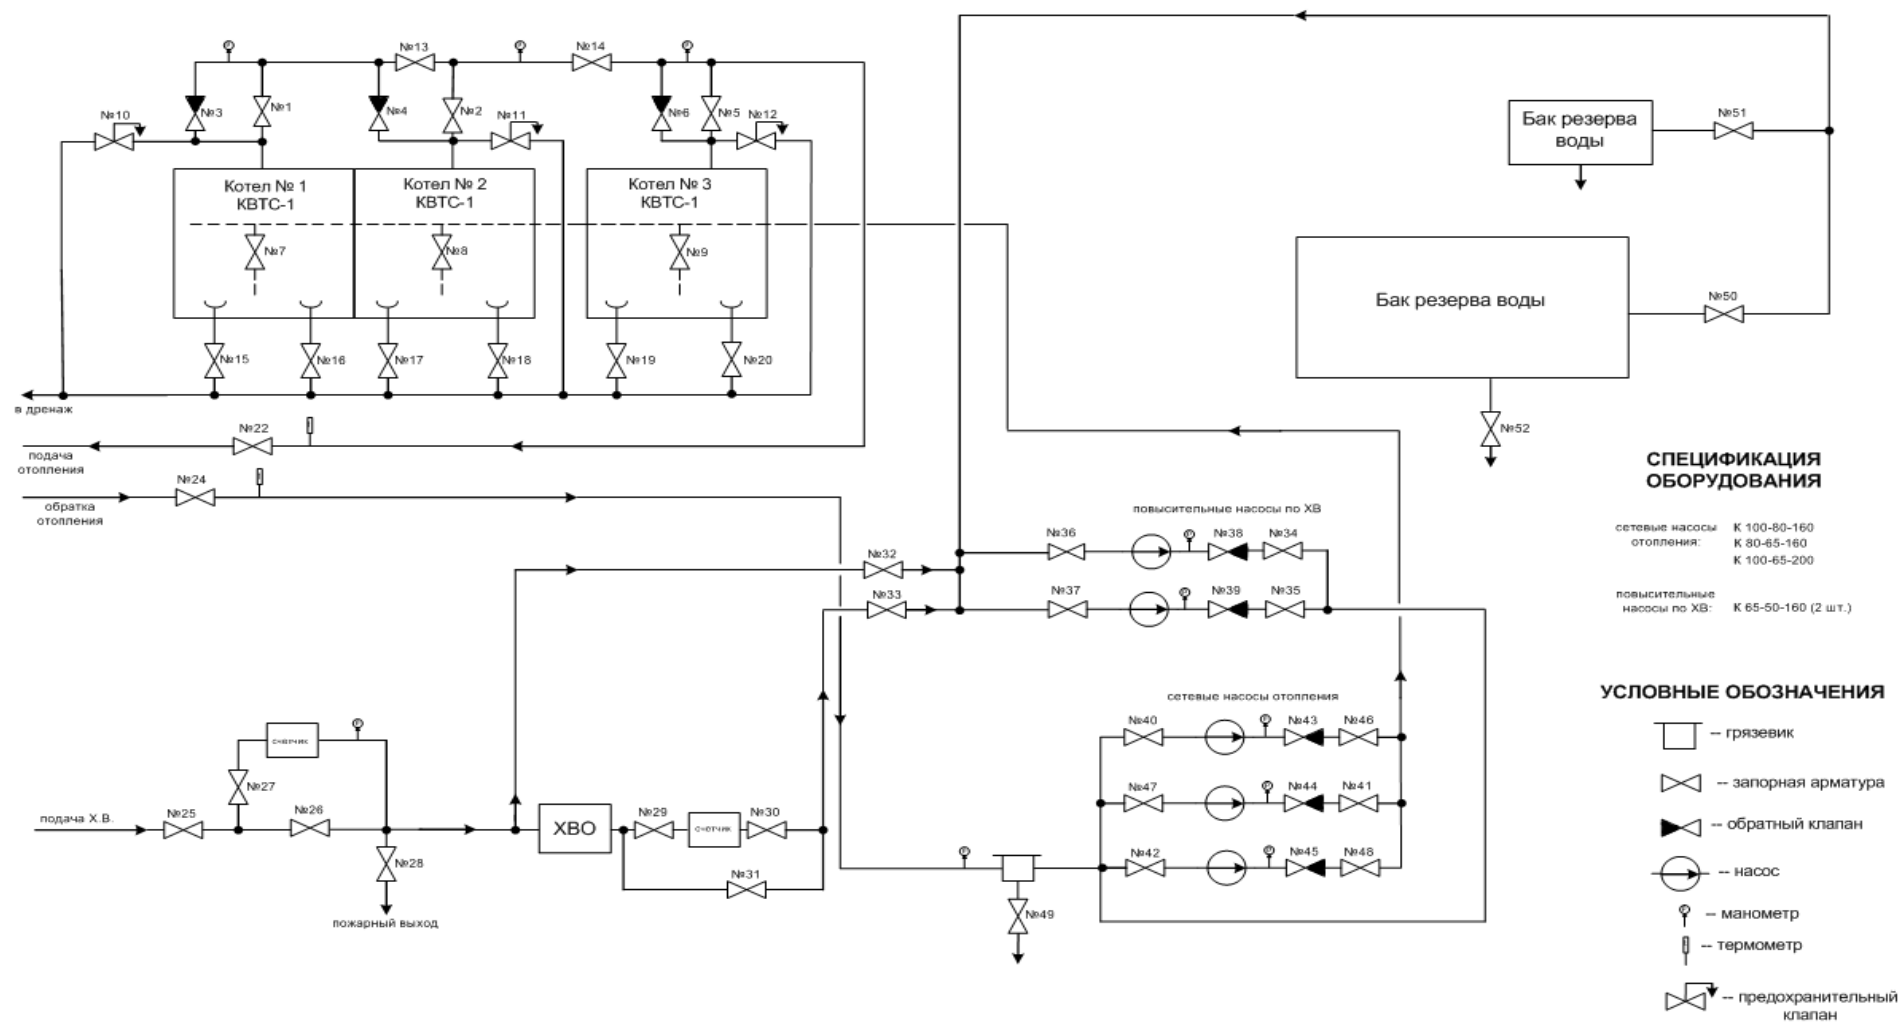 №13
№14
№3
№1
№4
№2
№6
№5
№10
№11
№12
Котел № 1
КВТС-1
Котел № 2
КВТС-1
Котел № 3
КВТС-1
№7
№8
№9
№15
№16
№17
№18
№19
№20
в дренаж
№22
подача
отопления
№24
обратка
отопления
Бак резерва
воды
№51
Бак резерва воды
№50
№52
СПЕЦИФИКАЦИЯ
ОБОРУДОВАНИЯ
сетевые насосы К 100-80-160
отопления: К 80-65-160
К 100-65-200
повысительные
насосы по ХВ: К 65-50-160 (2 шт.)
повысительные насосы по ХВ
№36
№38
№34
№32
№37
№39
№35
№33
сетевые насосы отопления
№40
№43
№46
№47
№44
№41
№42
№45
№48
№49
счетчик
№27
подача Х.В.
№25
№26
№28
пожарный выход
ХВО
№29
счетчик
№30
№31
УСЛОВНЫЕ ОБОЗНАЧЕНИЯ
-- грязевик
-- запорная арматура
-- обратный клапан
-- насос
-- манометр
-- термометр
-- предохранительный
клапан